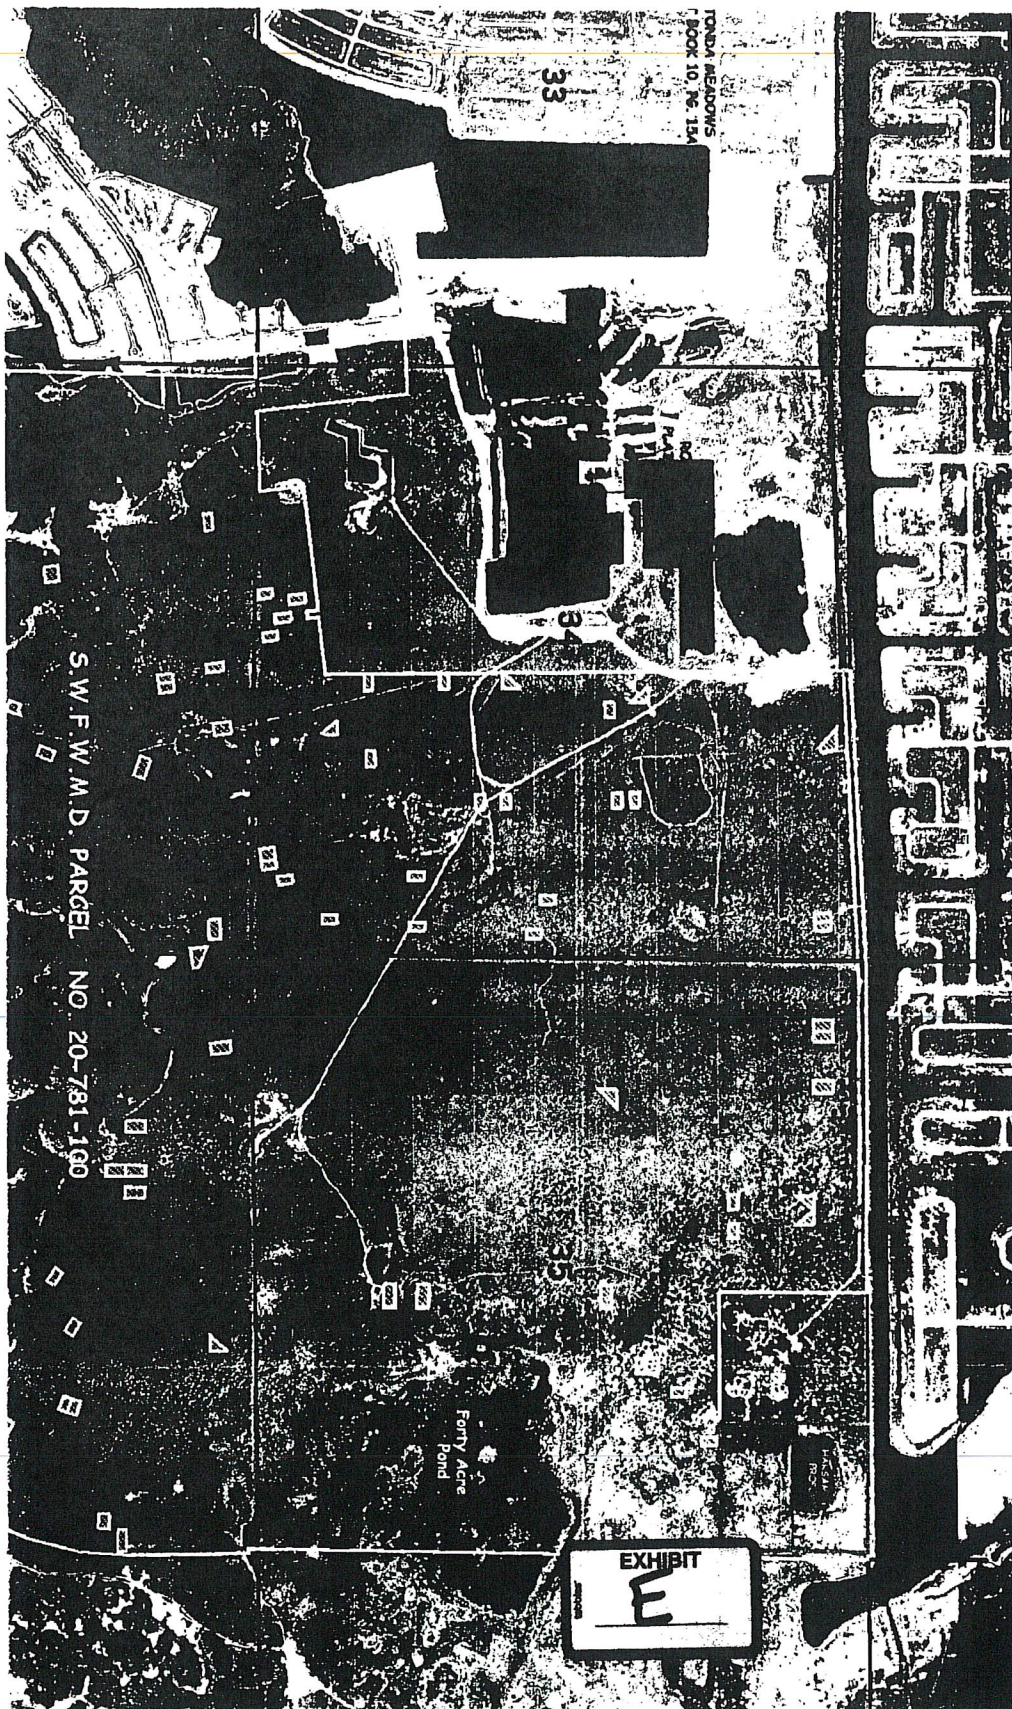 TONDA MEADOWS
BOOK 10, PG. 15A
33
34
S.W.F.W.M.D. PARCEL NO. 20-781-100
35
Forty Acre
Pond
EXHIBIT
E